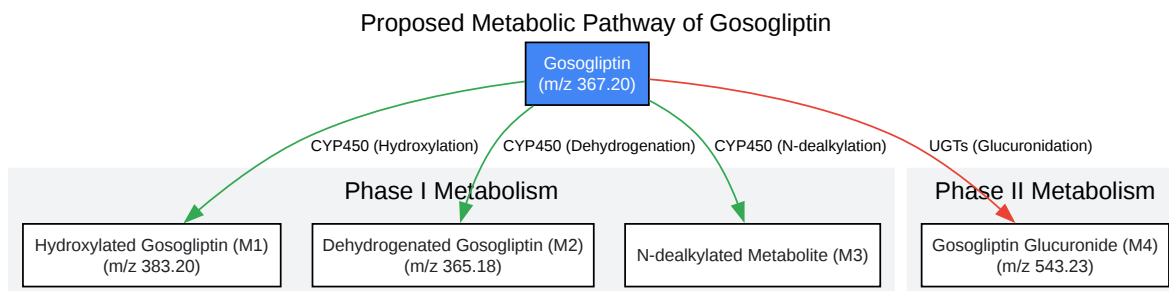 Proposed Metabolic Pathway of Gosogliptin
Gosogliptin
(m/z 367.20)
CYP450 (Hydroxylation)
CYP450 (Dehydrogenation)
CYP450 (N-dealkylation)
UGTs (Glucuronidation)
Phase I Metabolism
Phase II Metabolism
Hydroxylated Gosogliptin (M1)
(m/z 383.20)
Dehydrogenated Gosogliptin (M2)
(m/z 365.18)
N-dealkylated Metabolite (M3)
Gosogliptin Glucuronide (M4)
(m/z 543.23)